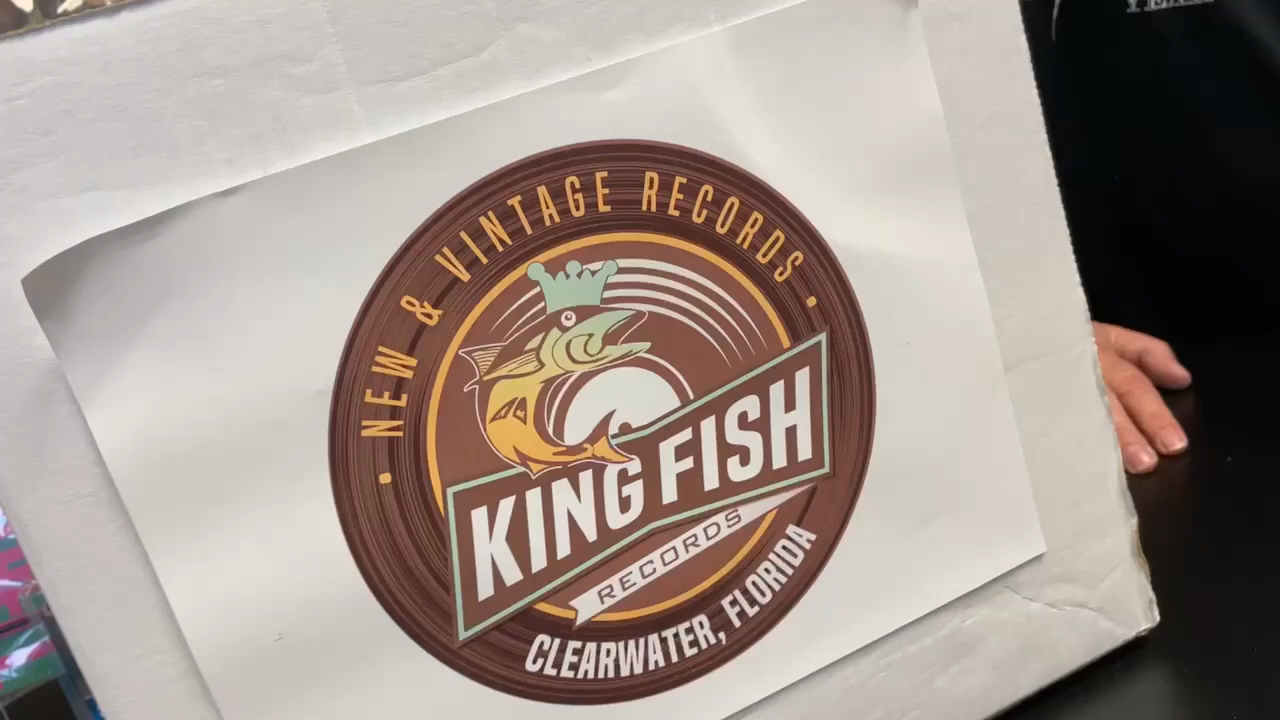 • NEW & VINTAGE RECORDS •
KING FISH
RECORDS
CLEARWATER, FLORIDA